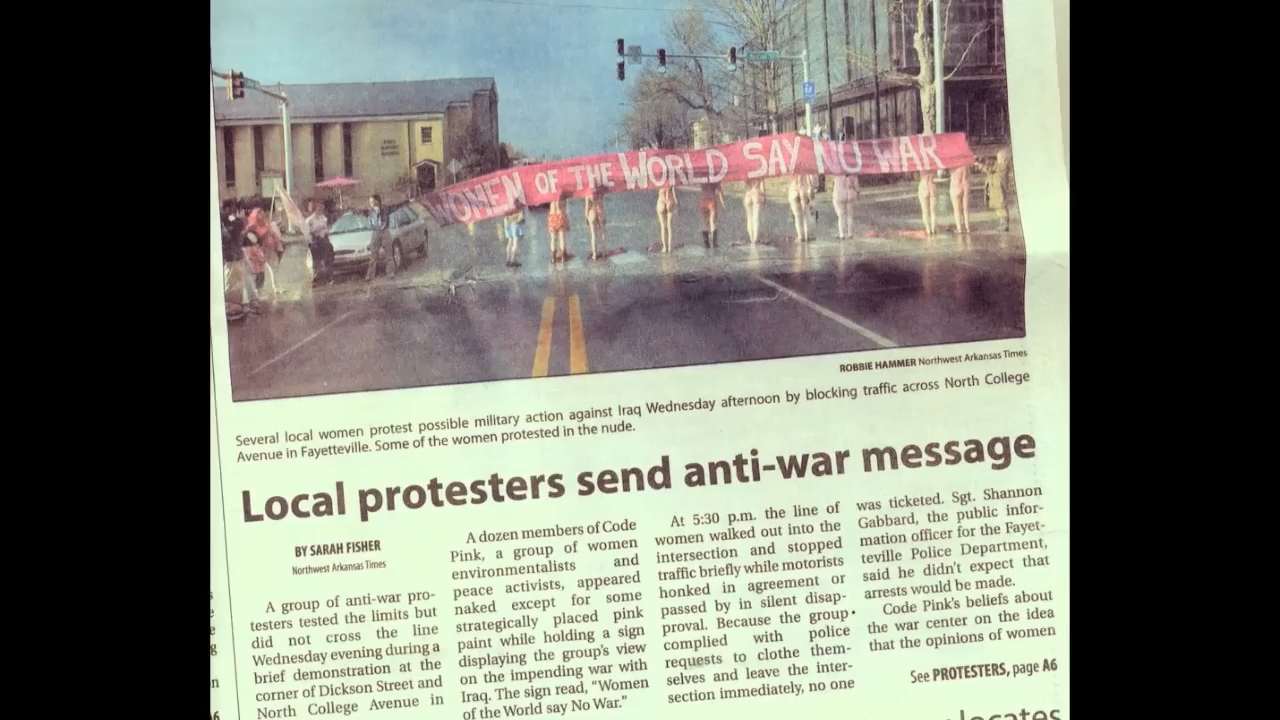 WOMEN OF THE WORLD SAY NO WAR
ROBBIE HAMMER Northwest Arkansas Times
Several local women protest possible military action against Iraq Wednesday afternoon by blocking traffic across North College
Avenue in Fayetteville. Some of the women protested in the nude.
Local protesters send anti-war message
BY SARAH FISHER
Northwest Arkansas Times
A group of anti-war pro-
testers tested the limits but
did not cross the line
Wednesday evening during a
brief demonstration at the
corner of Dickson Street and
North College Avenue in
A dozen members of Code
Pink, a group of women
environmentalists and
peace activists, appeared
naked except for some
strategically placed pink
paint while holding a sign
displaying the group's view
on the impending war with
Iraq. The sign read, "Women
of the World say No War."
At 5:30 p.m. the line of
women walked out into the
intersection and stopped
traffic briefly while motorists
honked in agreement or
passed by in silent disap-
proval. Because the group
complied with police
requests to clothe them-
selves and leave the inter-
section immediately, no one
was ticketed. Sgt. Shannon
Gabbard, the public infor-
mation officer for the Fayet-
teville Police Department,
said he didn't expect that
arrests would be made.
Code Pink's beliefs about
the war center on the idea
that the opinions of women
See PROTESTERS, page A6